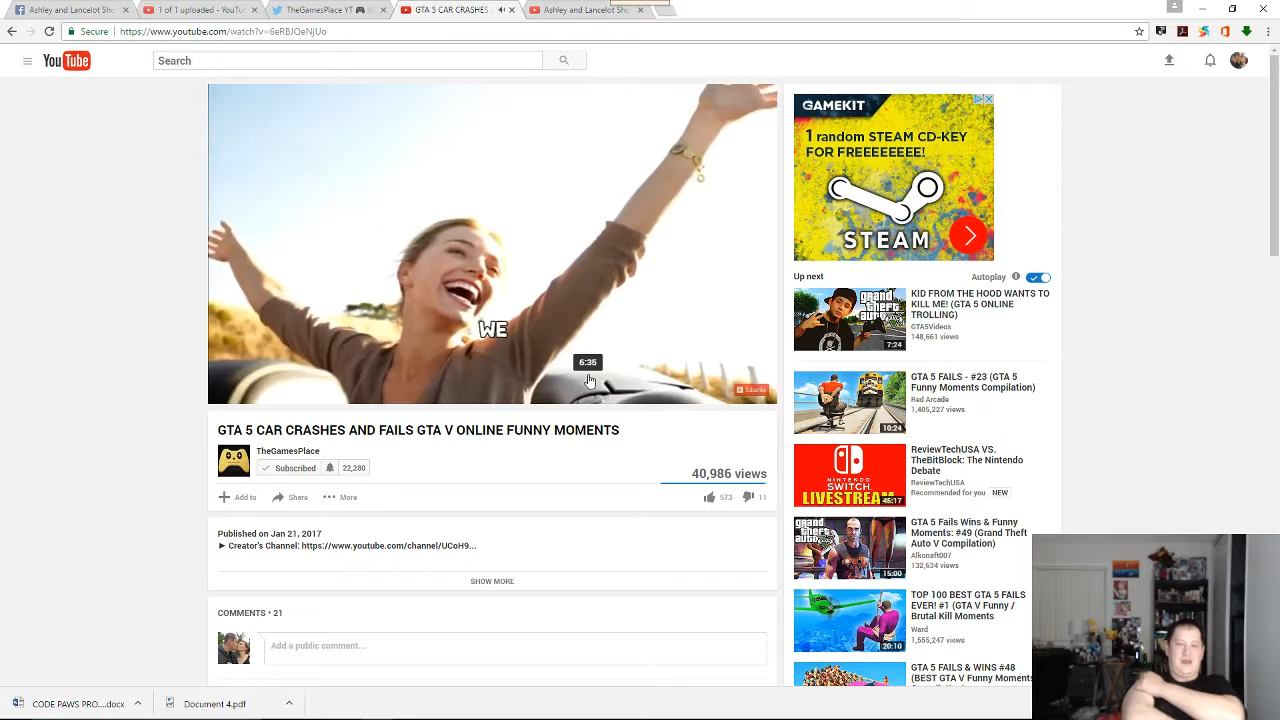 Ashley and Lancelot Sho
1 of 1 uploaded - YouTu
TheGamesPlace YT
GTA 5 CAR CRASHES
Ashley and Lancelot Sho
Secure
https://www.youtube.com/watch?v=6eRBJQeNjUo
YouTube
Search
WE
6:35
Subscribe
GTA 5 CAR CRASHES AND FAILS GTA V ONLINE FUNNY MOMENTS
TheGamesPlace
Subscribed 22,280
40,986 views
Add to Share More
573 11
Published on Jan 21, 2017
► Creator's Channel: https://www.youtube.com/channel/UCoH9...
SHOW MORE
COMMENTS • 21
Add a public comment...
GAMEKIT
1 random STEAM CD-KEY
FOR FREEEEEEEE!
STEAM
Up next
Autoplay
KID FROM THE HOOD WANTS TO
KILL ME! (GTA 5 ONLINE
TROLLING)
GTA5Videos
148,661 views
7:24
GTA 5 FAILS - #23 (GTA 5
Funny Moments Compilation)
Red Arcade
1,405,227 views
10:24
ReviewTechUSA VS.
TheBitBlock: The Nintendo
Debate
ReviewTechUSA
Recommended for you NEW
NINTENDO
SWITCH
LIVESTREAM
45:17
GTA 5 Fails Wins & Funny
Moments: #49 (Grand Theft
Auto V Compilation)
Alkonaft007
132,634 views
15:00
TOP 100 BEST GTA 5 FAILS
EVER! #1 (GTA V Funny /
Brutal Kill Moments
Ward
1,555,247 views
20:10
GTA 5 FAILS & WINS #48
(BEST GTA V Funny Moments
CODE PAWS PRO....docx
Document 4.pdf